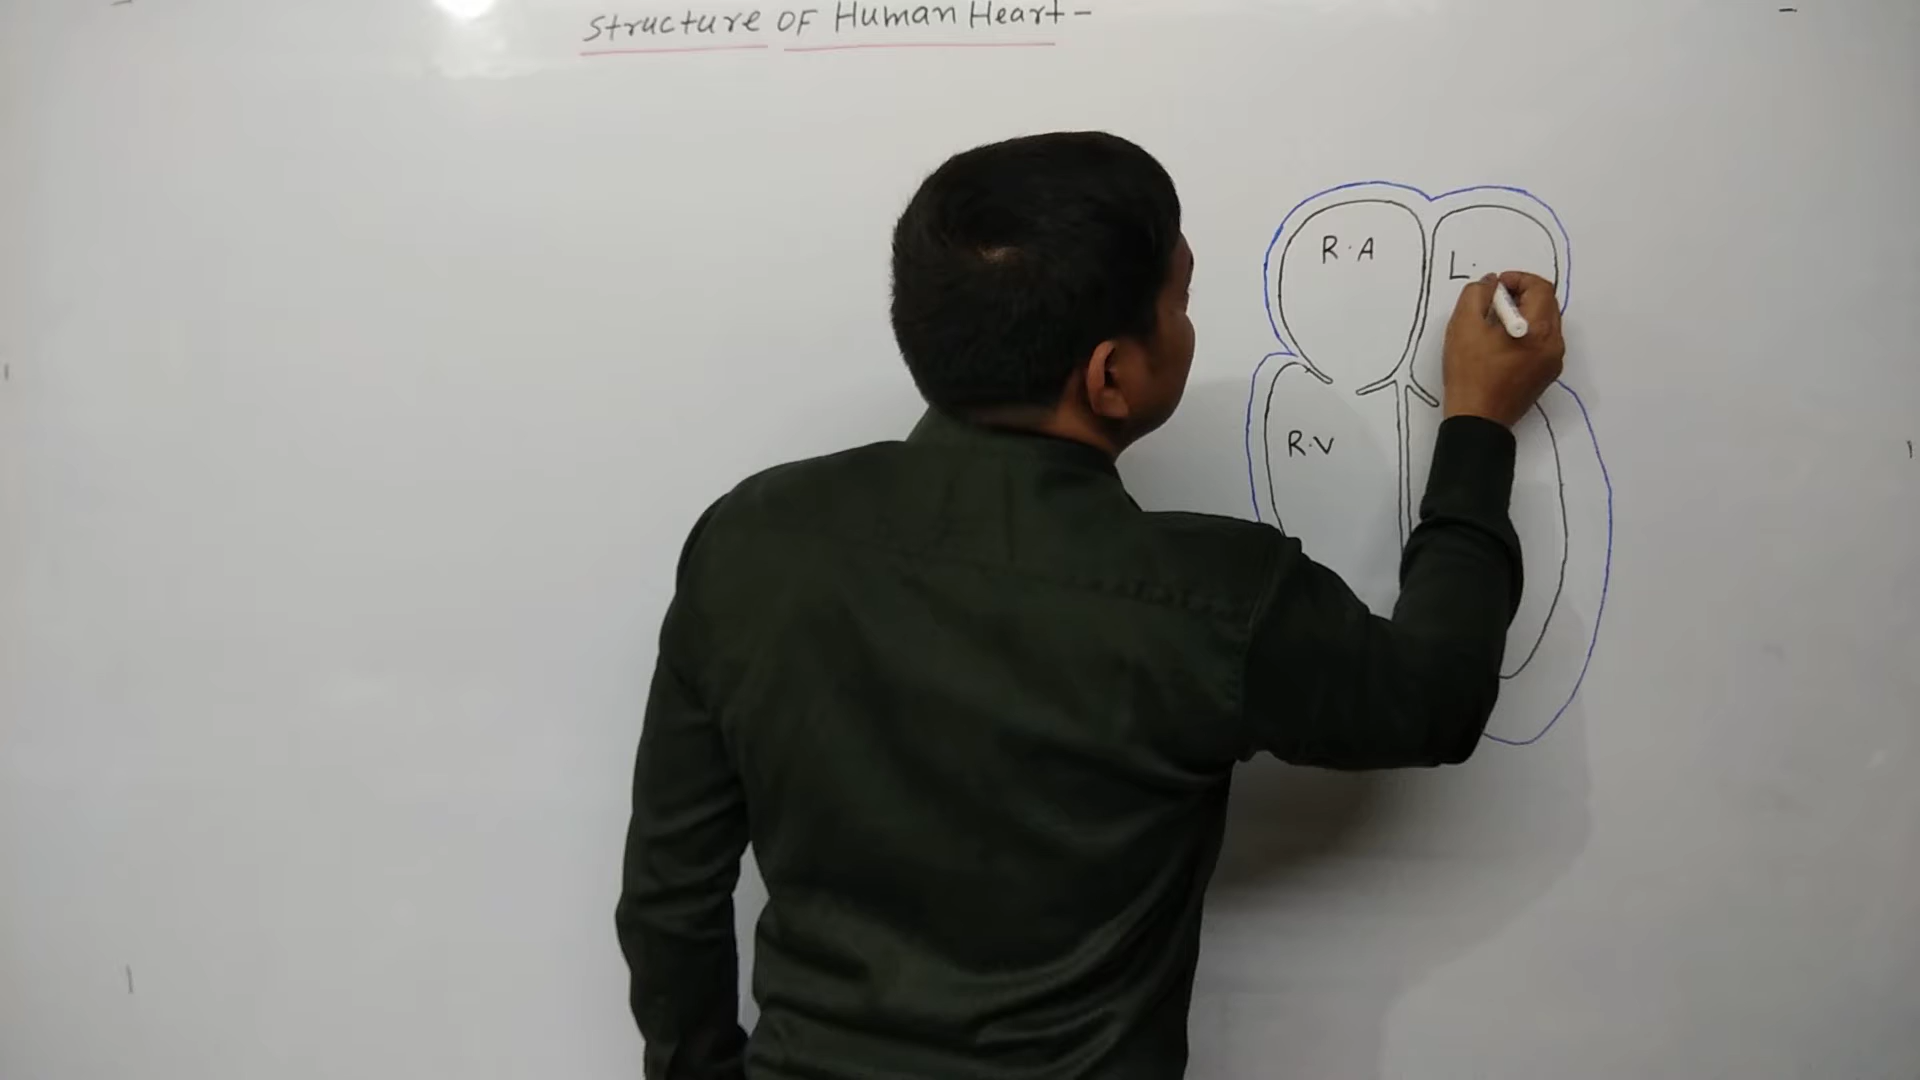 Structure OF Human Heart -
R.A
L.
R.V